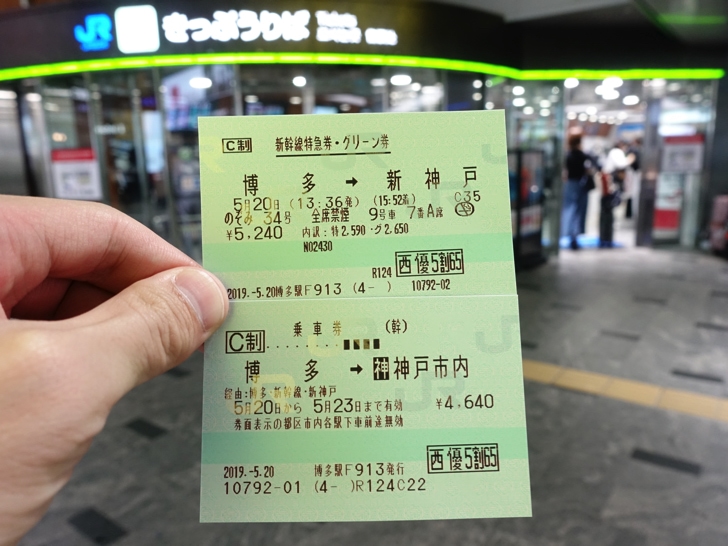 JR きっぷうりば Tickets
C制 新幹線特急券・グリーン券
博 多 → 新 神 戸
5月20日 (13:36発) (15:52着) C35
のぞみ 34号 全席禁煙 9号車 7番A席
¥5,240 内訳:特2.590・グ2.650
N02430
R124 西優5割65
2019.-5.20博多駅F913 (4- ) 10792-02
乗 車 券 (幹)
C制
博 多 → 神 神戸市内
経由:博多・新幹線・新神戸
5月20日から 5月23日まで有効 ¥4,640
券面表示の都区市内各駅下車前途無効
西優5割65
2019.-5.20 博多駅F913発行
10792-01 (4- )R124C22